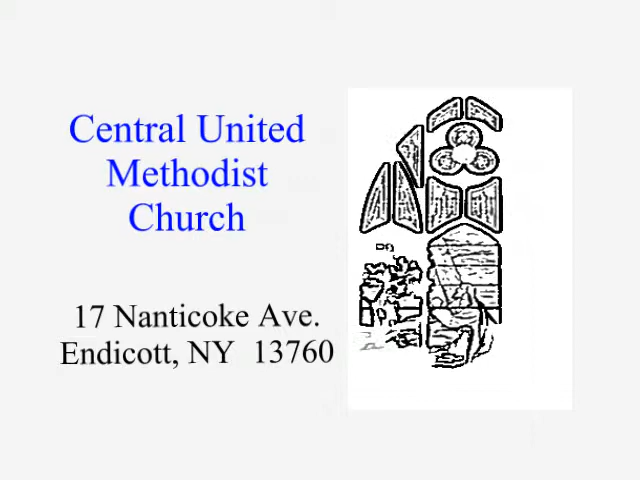 Central United
Methodist
Church
17 Nanticoke Ave.
Endicott, NY 13760